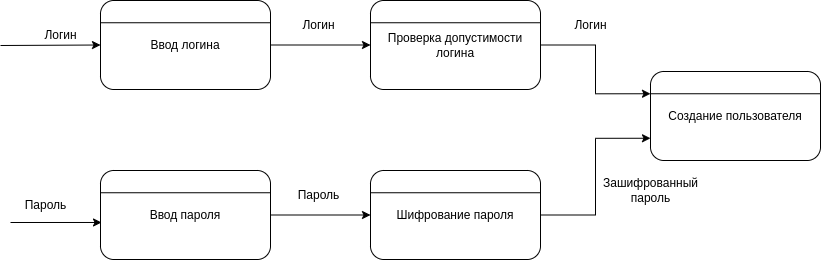 Логин
Ввод логина
Логин
Проверка допустимости
логина
Логин
Создание пользователя
Пароль
Ввод пароля
Пароль
Шифрование пароля
Зашифрованный
пароль